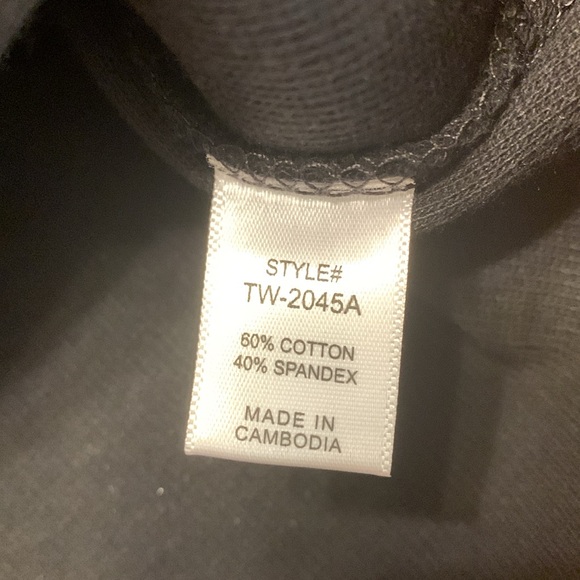 STYLE#
TW-2045A
60% COTTON
40% SPANDEX
MADE IN
CAMBODIA